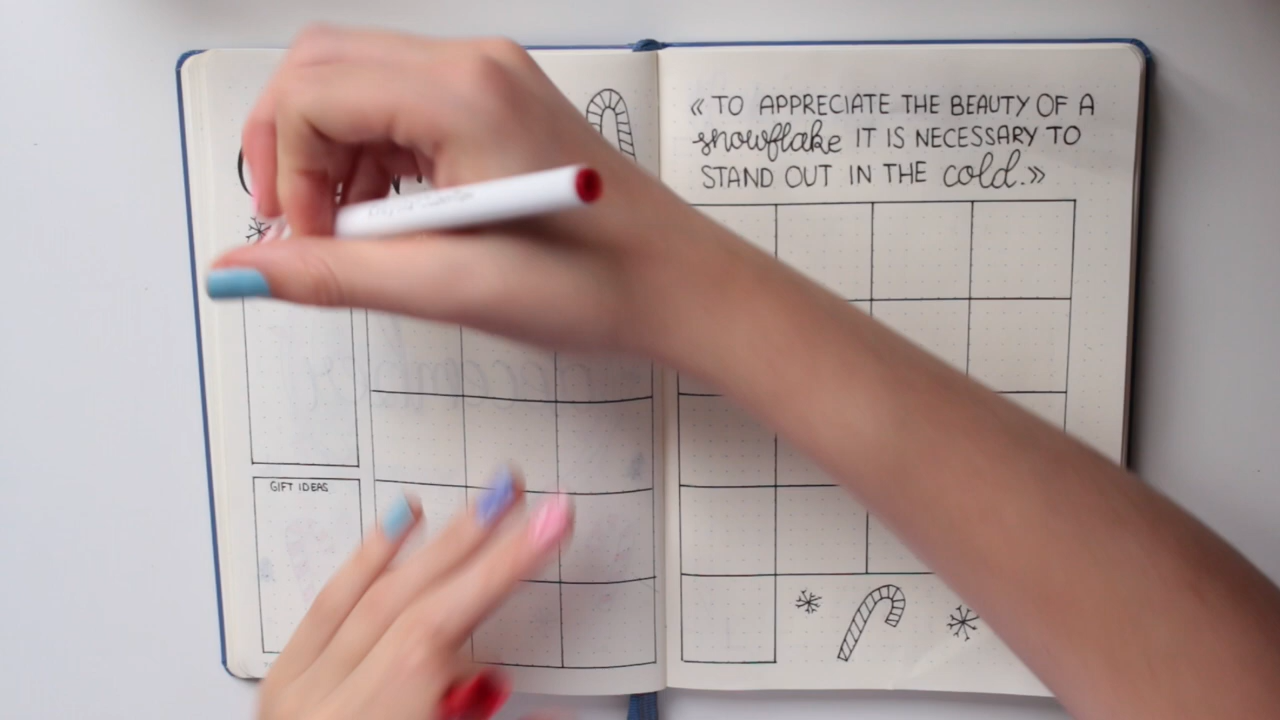 « TO APPRECIATE THE BEAUTY OF A
snowflake IT IS NECESSARY TO
STAND OUT IN THE cold.»
GIFT IDEAS